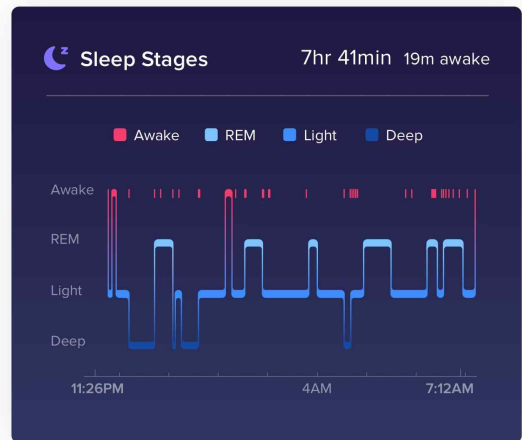 Sleep Stages 7hr 41min 19m awake
Awake REM Light Deep
Awake
REM
Light
Deep
11:26PM 4AM 7:12AM